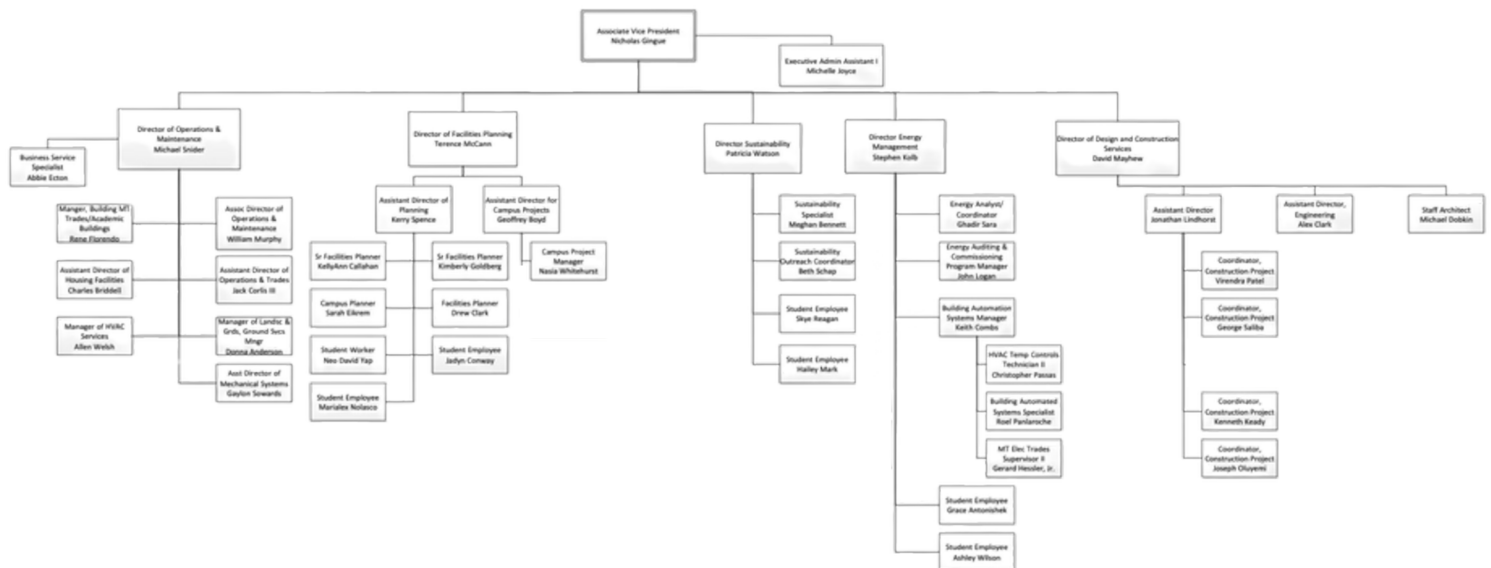 Associate Vice President
Nicholas Gingue
Executive Admin Assistant I
Michelle Joyce
Director of Operations &
Maintenance
Michael Snider
Business Service
Specialist
Abbie Ecton
Manger, Building MT
Trades/Academic
Buildings
Rene Florendo
Assoc Director of
Operations &
Maintenance
William Murphy
Assistant Director of
Housing Facilities
Charles Briddell
Assistant Director of
Operations & Trades
Jack Corlis III
Manager of HVAC
Services
Allen Welsh
Manager of Landsc &
Grds, Ground Svcs
Mngr
Donna Anderson
Asst Director of
Mechanical Systems
Gaylon Sowards
Director of Facilities Planning
Terence McCann
Assistant Director of
Planning
Kerry Spence
Assistant Director for
Campus Projects
Geoffrey Boyd
Sr Facilities Planner
KellyAnn Callahan
Sr Facilities Planner
Kimberly Goldberg
Campus Project
Manager
Nasia Whitehurst
Campus Planner
Sarah Eikrem
Facilities Planner
Drew Clark
Student Worker
Neo David Yap
Student Employee
Jadyn Conway
Student Employee
Marialex Nolasco
Director Sustainability
Patricia Watson
Sustainability
Specialist
Meghan Bennett
Sustainability
Outreach Coordinator
Beth Schap
Student Employee
Skye Reagan
Student Employee
Hailey Mark
Director Energy
Management
Stephen Kolb
Energy Analyst/
Coordinator
Ghadir Sara
Energy Auditing &
Commissioning
Program Manager
John Logan
Building Automation
Systems Manager
Keith Combs
HVAC Temp Controls
Technician II
Christopher Passas
Building Automated
Systems Specialist
Roel Panlaroche
MT Elec Trades
Supervisor II
Gerard Hessler, Jr.
Student Employee
Grace Antonishek
Student Employee
Ashley Wilson
Director of Design and Construction
Services
David Mayhew
Assistant Director
Jonathan Lindhorst
Assistant Director,
Engineering
Alex Clark
Staff Architect
Michael Dobkin
Coordinator,
Construction Project
Virendra Patel
Coordinator,
Construction Project
George Saliba
Coordinator,
Construction Project
Kenneth Keady
Coordinator,
Construction Project
Joseph Oluyemi